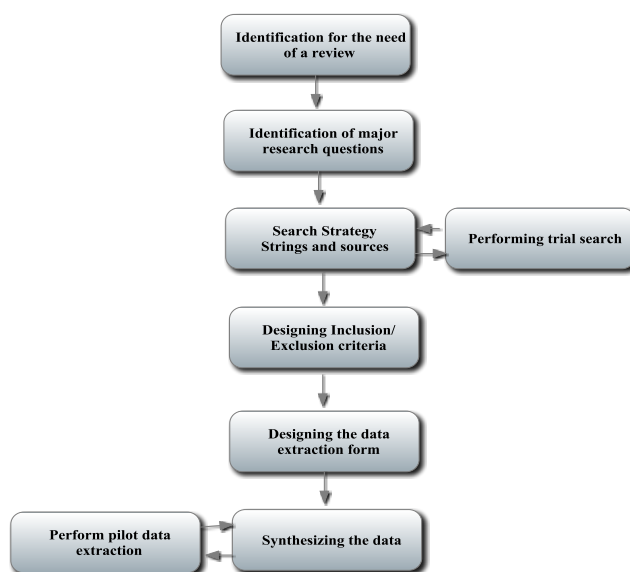 Identification for the need
of a review
Identification of major
research questions
Search Strategy
Strings and sources
Performing trial search
Designing Inclusion/
Exclusion criteria
Designing the data
extraction form
Perform pilot data
extraction
Synthesizing the data